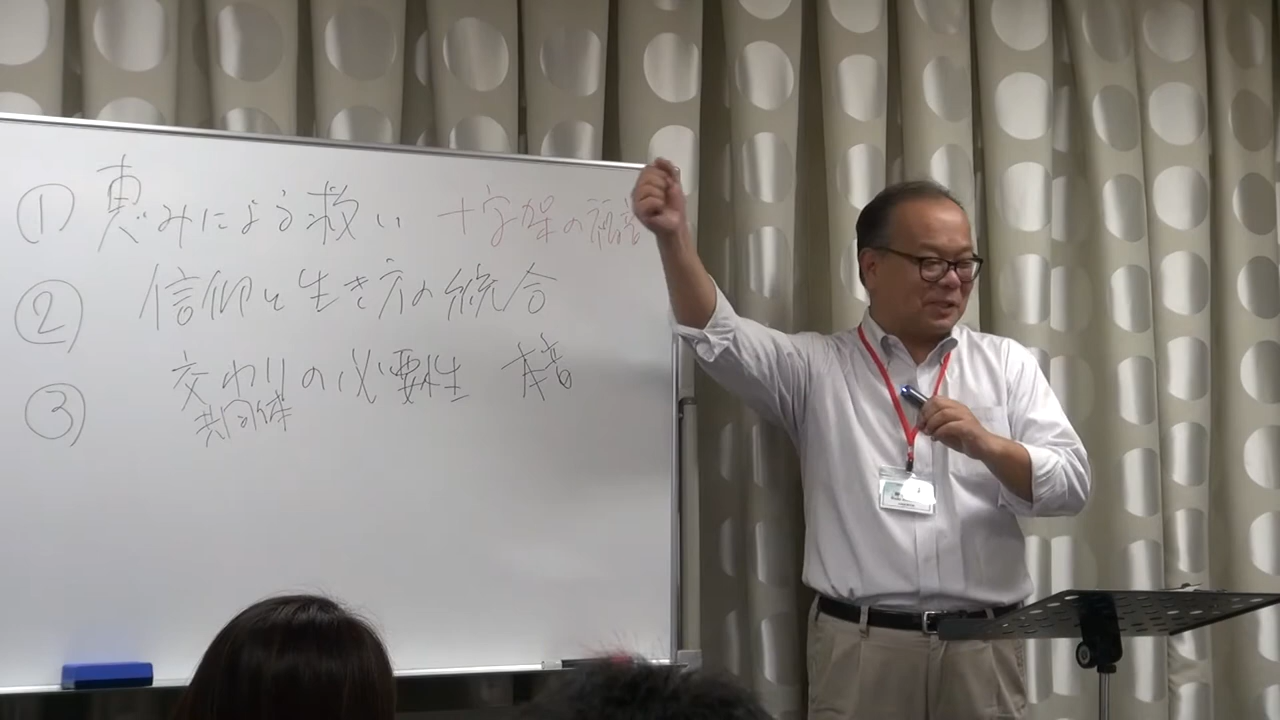 ① 恵みによる救い 十字架の福音
② 信仰と生き方の統合
③ 交わりの必要性 本音
共同体